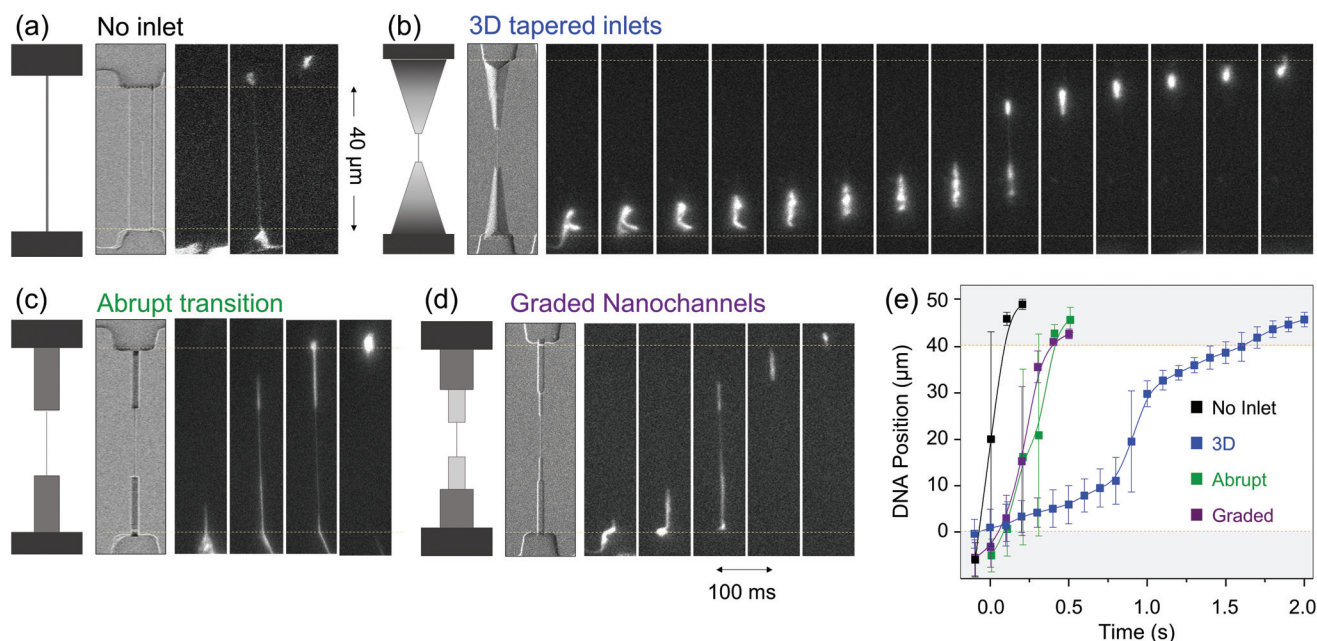 (a) No inlet
40 µm
(b) 3D tapered inlets
(c) Abrupt transition
(d) Graded Nanochannels
100 ms
(e)
DNA Position (µm)
50
40
30
20
10
0
No Inlet
3D
Abrupt
Graded
0.0 0.5 1.0 1.5 2.0
Time (s)